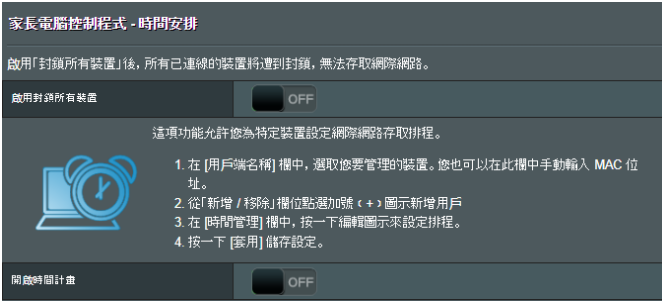 家長電腦控制程式 - 時間安排
啟用「封鎖所有裝置」後，所有已連線的裝置將遭到封鎖，無法存取網際網路。
啟用封鎖所有裝置
OFF
這項功能允許您為特定裝置設定網際網路存取排程。
1. 在 [用戶端名稱] 欄中，選取您要管理的裝置。您也可以在此欄中手動輸入 MAC 位
址。
2. 從「新增 / 移除」欄位點選加號（+）圖示新增用戶
3. 在 [時間管理] 欄中，按一下編輯圖示來設定排程。
4. 按一下 [套用] 儲存設定。
開啟時間計畫
OFF